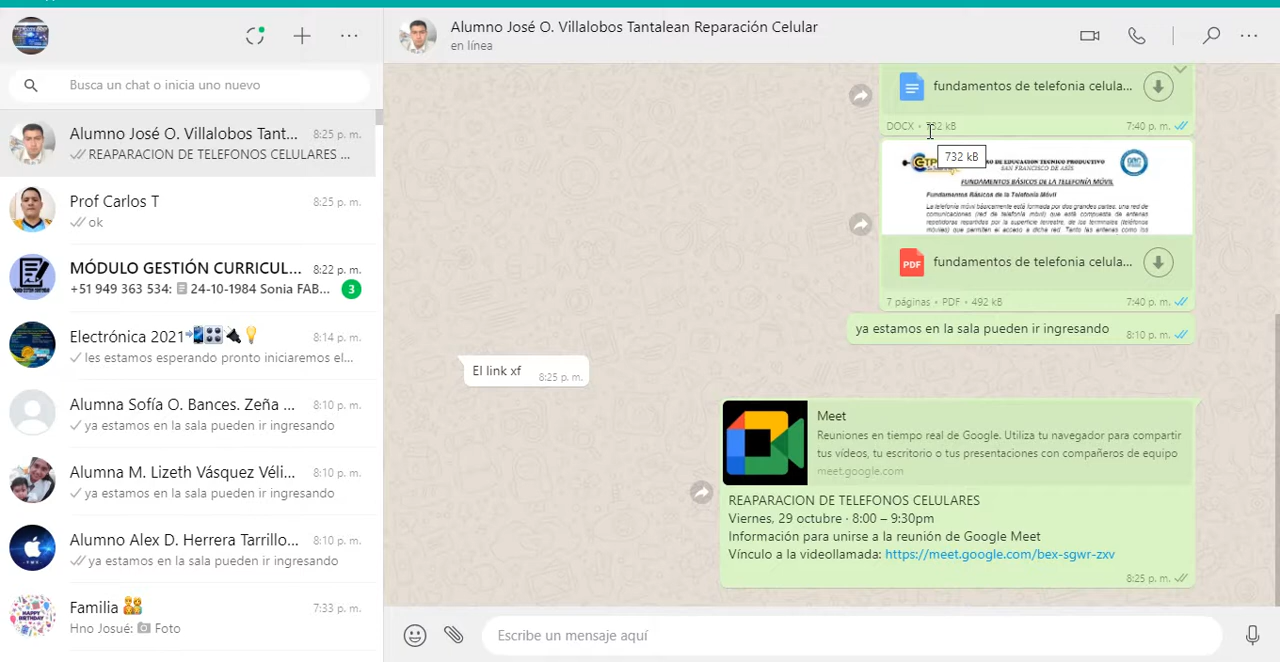 Busca un chat o inicia uno nuevo
Alumno José O. Villalobos Tant... 8:25 p. m.
REAPARACION DE TELEFONOS CELULARES ...
Prof Carlos T 8:25 p. m.
ok
MÓDULO GESTIÓN CURRICUL... 8:22 p. m.
+51 949 363 534: 24-10-1984 Sonia FAB... 3
Electrónica 2021 8:14 p. m.
les estamos esperando pronto iniciaremos el...
Alumna Sofía O. Bances. Zeña ... 8:10 p. m.
ya estamos en la sala pueden ir ingresando
Alumna M. Lizeth Vásquez Véli... 8:10 p. m.
ya estamos en la sala pueden ir ingresando
Alumno Alex D. Herrera Tarrillo... 8:10 p. m.
ya estamos en la sala pueden ir ingresando
Familia 7:33 p. m.
Hno Josué: Foto
Alumno José O. Villalobos Tantalean Reparación Celular
en línea
fundamentos de telefonia celula...
DOCX • 732 kB 7:40 p. m.
732 kB
RO DE EDUCACION TECNICO PRODUCTIVO
SAN FRANCISCO DE ASÍS
FUNDAMENTOS BÁSICOS DE LA TELEFONÍA MÓVIL
Fundamentos Básicos de la Telefonía Móvil
La telefonía móvil básicamente está formada por dos grandes partes, una red de
comunicaciones (red de telefonía móvil) que está compuesta de antenas
repetidoras repartidas por la superficie terrestre, de los terminales (teléfonos
móviles) que permiten el acceso a dicha red. Tanto las antenas como los
PDF fundamentos de telefonia celula...
7 páginas • PDF • 492 kB 7:40 p. m.
ya estamos en la sala pueden ir ingresando 8:10 p. m.
El link xf 8:25 p. m.
Meet
Reuniones en tiempo real de Google. Utiliza tu navegador para compartir
tus vídeos, tu escritorio o tus presentaciones con compañeros de equipo
meet.google.com
REAPARACION DE TELEFONOS CELULARES
Viernes, 29 octubre · 8:00 – 9:30pm
Información para unirse a la reunión de Google Meet
Vínculo a la videollamada: https://meet.google.com/bex-sgwr-zxv
8:25 p. m.
Escribe un mensaje aquí